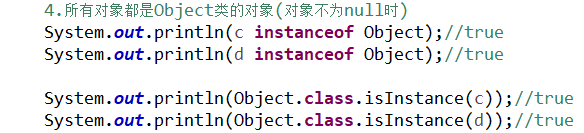 4.所有对象都是Object类的对象(对象不为null时)
System.out.println(c instanceof Object);//true
System.out.println(d instanceof Object);//true
System.out.println(Object.class.isInstance(c));//true
System.out.println(Object.class.isInstance(d));//true